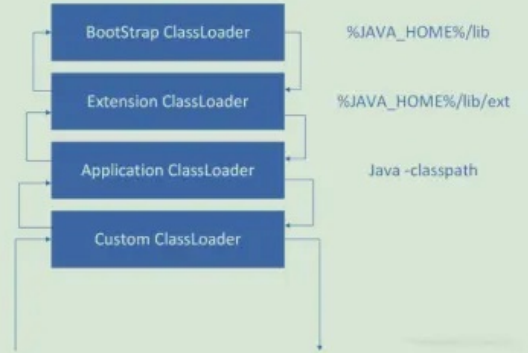 BootStrap ClassLoader
%JAVA_HOME%/lib
Extension ClassLoader
%JAVA_HOME%/lib/ext
Application ClassLoader
Java -classpath
Custom ClassLoader